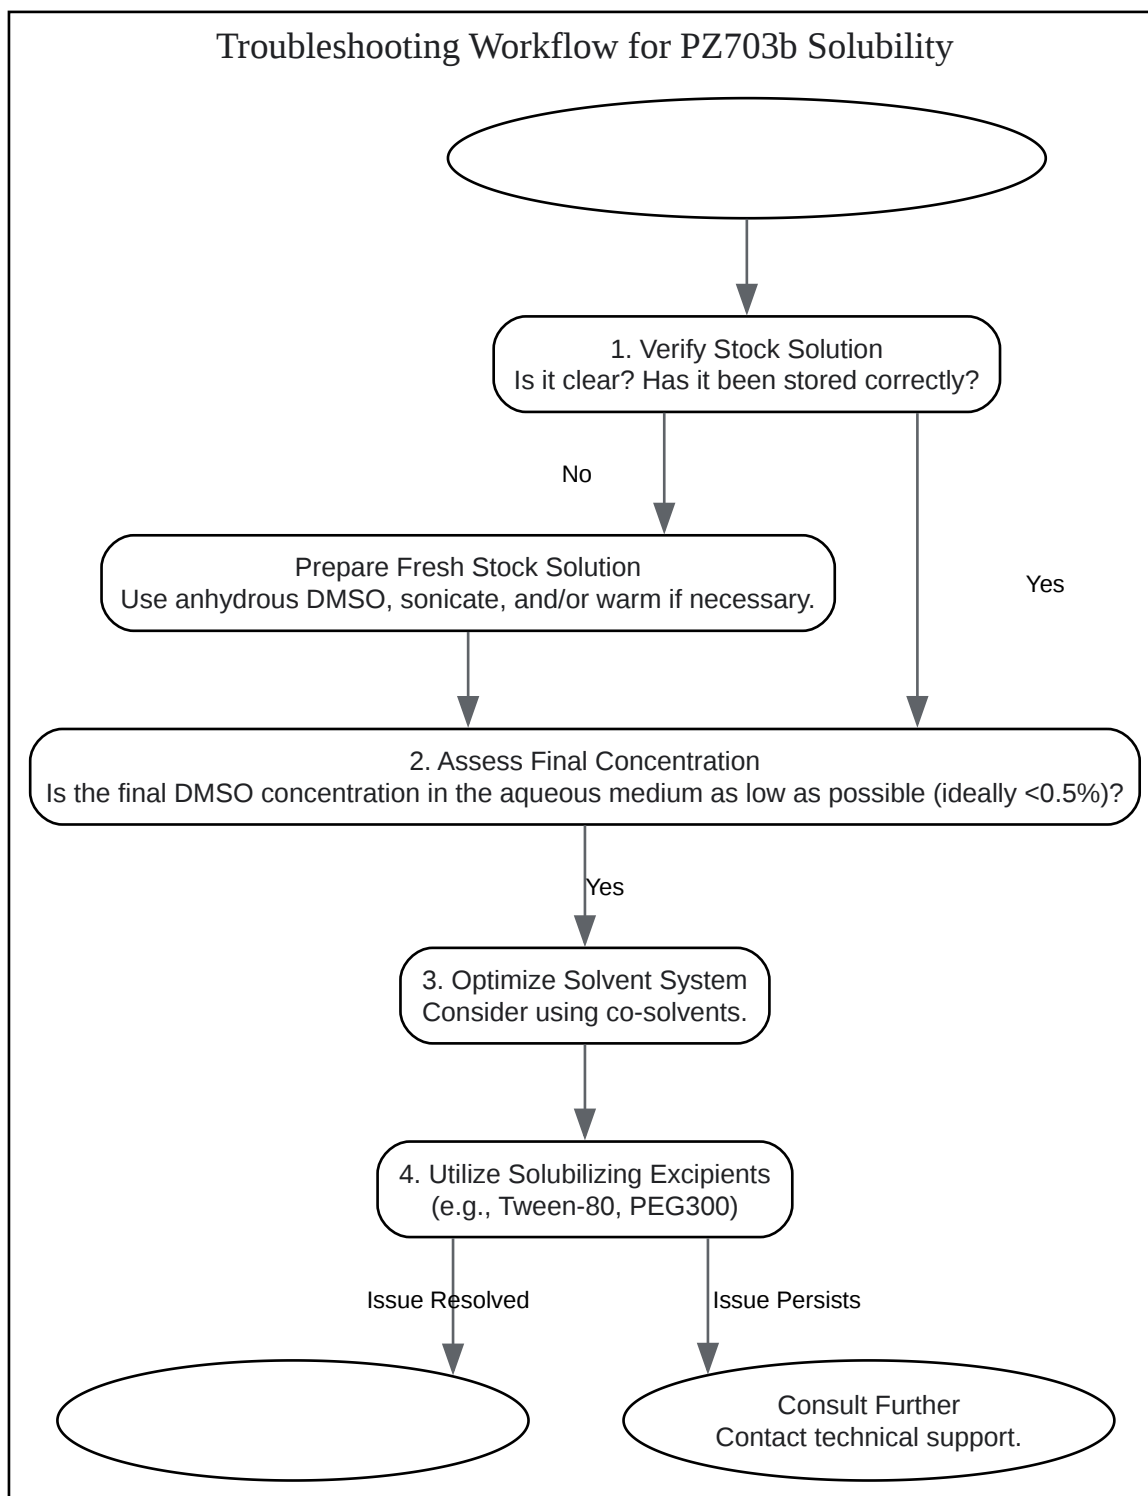 Troubleshooting Workflow for PZ703b Solubility
1. Verify Stock Solution
Is it clear? Has it been stored correctly?
No
Prepare Fresh Stock Solution
Use anhydrous DMSO, sonicate, and/or warm if necessary.
Yes
2. Assess Final Concentration
Is the final DMSO concentration in the aqueous medium as low as possible (ideally <0.5%)?
Yes
3. Optimize Solvent System
Consider using co-solvents.
4. Utilize Solubilizing Excipients
(e.g., Tween-80, PEG300)
Issue Resolved
Issue Persists
Consult Further
Contact technical support.